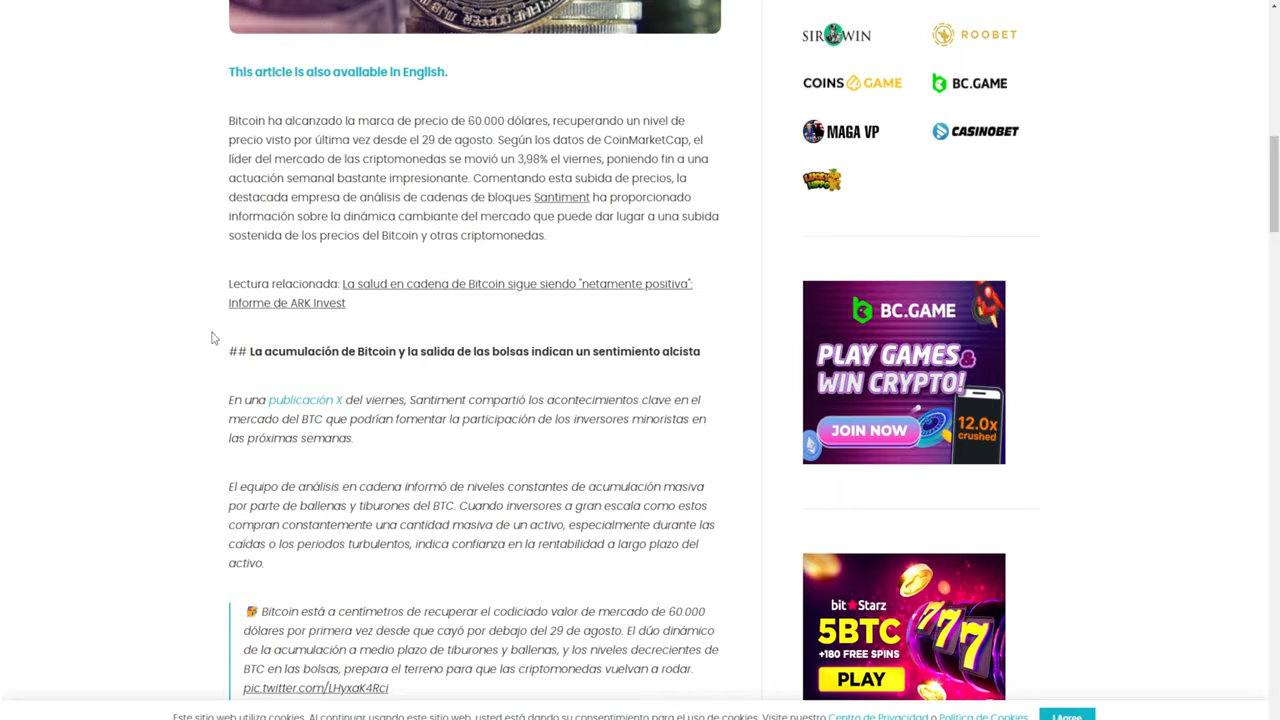 This article is also available in English.
Bitcoin ha alcanzado la marca de precio de 60.000 dólares, recuperando un nivel de
precio visto por última vez desde el 29 de agosto. Según los datos de CoinMarketCap, el
líder del mercado de las criptomonedas se movió un 3,98% el viernes, poniendo fin a una
actuación semanal bastante impresionante. Comentando esta subida de precios, la
destacada empresa de análisis de cadenas de bloques Santiment ha proporcionado
información sobre la dinámica cambiante del mercado que puede dar lugar a una subida
sostenida de los precios del Bitcoin y otras criptomonedas.
Lectura relacionada: La salud en cadena de Bitcoin sigue siendo "netamente positiva":
Informe de ARK Invest
## La acumulación de Bitcoin y la salida de las bolsas indican un sentimiento alcista
En una publicación X del viernes, Santiment compartió los acontecimientos clave en el
mercado del BTC que podrían fomentar la participación de los inversores minoristas en
las próximas semanas.
El equipo de análisis en cadena informó de niveles constantes de acumulación masiva
por parte de ballenas y tiburones del BTC. Cuando inversores a gran escala como estos
compran constantemente una cantidad masiva de un activo, especialmente durante las
caídas o los periodos turbulentos, indica confianza en la rentabilidad a largo plazo del
activo.
Bitcoin está a centímetros de recuperar el codiciado valor de mercado de 60.000
dólares por primera vez desde que cayó por debajo del 29 de agosto. El dúo dinámico
de la acumulación a medio plazo de tiburones y ballenas, y los niveles decrecientes de
BTC en las bolsas, prepara el terreno para que las criptomonedas vuelvan a rodar.
pic.twitter.com/LHyxaK4Rci
SIRWIN
ROOBET
COINS GAME
BC.GAME
MAGA VP
CASINOBET
LUCKY
HIPPO
BC.GAME
PLAY GAMES &
WIN CRYPTO!
JOIN NOW
12.0x
crushed
bitStarz
5BTC
+180 FREE SPINS
PLAY
777
Este sitio web utiliza cookies. Al continuar usando este sitio web, usted está dando su consentimiento para el uso de cookies. Visite nuestro Centro de Privacidad o Política de Cookies.
I Agree